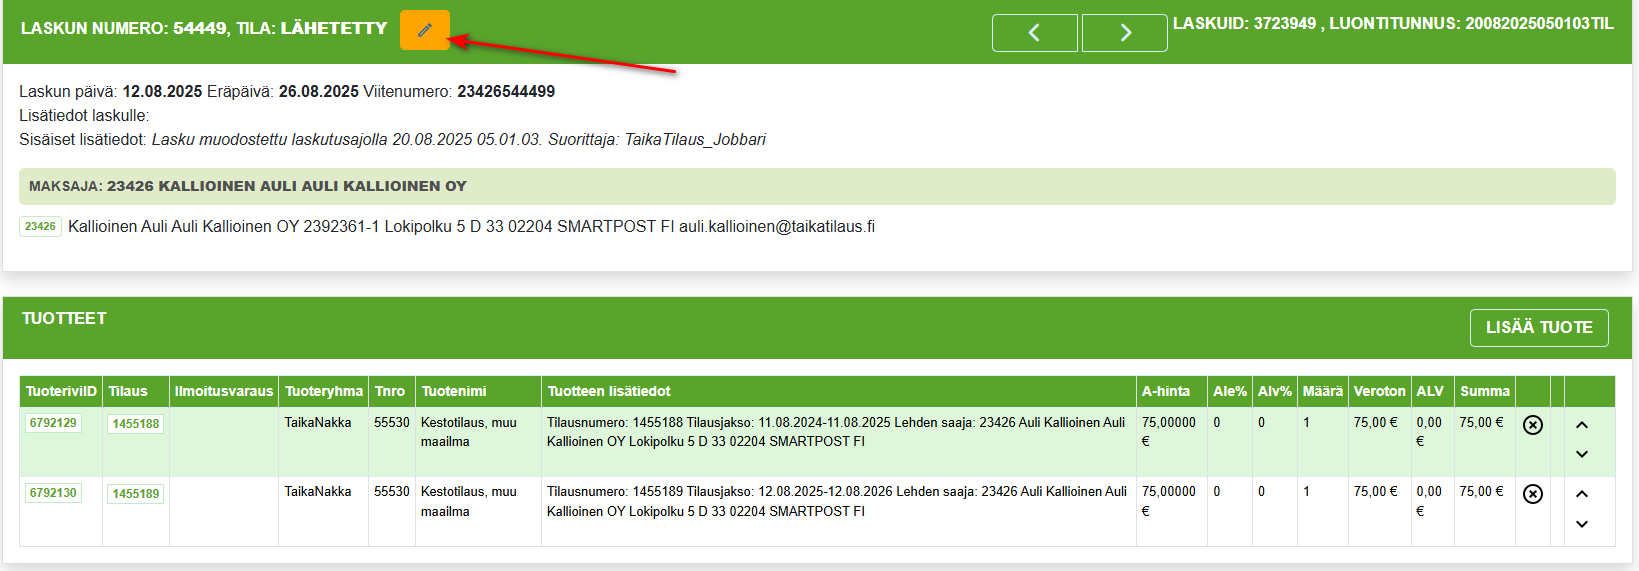 LASKUN NUMERO: 54449, TILA: LÄHETETTY
LASKUID: 3723949 , LUONTITUNNUS: 20082025050103TIL
Laskun päivä: 12.08.2025 Eräpäivä: 26.08.2025 Viitenumero: 23426544499
Lisätiedot laskulle:
Sisäiset lisätiedot: Lasku muodostettu laskutusajolla 20.08.2025 05.01.03. Suorittaja: TaikaTilaus_Jobbari
MAKSAJA: 23426 KALLIOINEN AULI AULI KALLIOINEN OY
23426 Kallioinen Auli Auli Kallioinen OY 2392361-1 Lokipolku 5 D 33 02204 SMARTPOST FI auli.kallioinen@taikatilaus.fi
TUOTTEET
LISÄÄ TUOTE
TuoteriviID Tilaus Ilmoitusvaraus Tuoteryhma Tnro Tuotenimi Tuotteen lisätiedot A-hinta Ale% Alv% Määrä Veroton ALV Summa
6792129 1455188 TaikaNakka 55530 Kestotilaus, muu Tilausnumero: 1455188 Tilausjakso: 11.08.2024-11.08.2025 Lehden saaja: 23426 Auli Kallioinen Auli 75,00000 0 0 1 75,00 € 0,00 75,00 €
maailma Kallioinen OY Lokipolku 5 D 33 02204 SMARTPOST FI € €
6792130 1455189 TaikaNakka 55530 Kestotilaus, muu Tilausnumero: 1455189 Tilausjakso: 12.08.2025-12.08.2026 Lehden saaja: 23426 Auli Kallioinen Auli 75,00000 0 0 1 75,00 € 0,00 75,00 €
maailma Kallioinen OY Lokipolku 5 D 33 02204 SMARTPOST FI € €